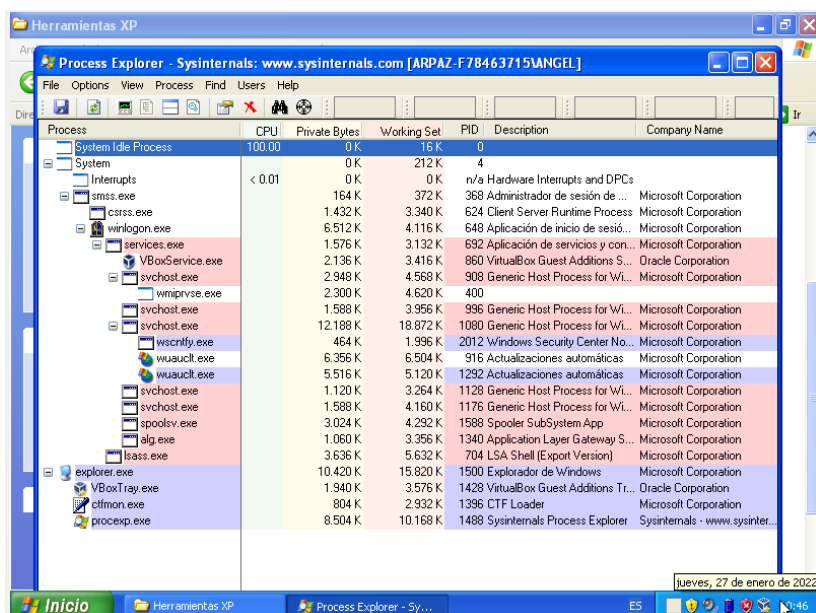 Herramientas XP
Process Explorer - Sysinternals: www.sysinternals.com [ARPAZ-F78463715\ANGEL]
File Options View Process Find Users Help
Ir
Process CPU Private Bytes Working Set PID Description Company Name
System Idle Process 100.00 0 K 16 K 0
System 0 K 212 K 4
Interrupts < 0.01 0 K 0 K n/a Hardware Interrupts and DPCs
smss.exe 164 K 372 K 368 Administrador de sesión de ... Microsoft Corporation
csrss.exe 1.432 K 3.340 K 624 Client Server Runtime Process Microsoft Corporation
winlogon.exe 6.512 K 4.116 K 648 Aplicación de inicio de sesió... Microsoft Corporation
services.exe 1.576 K 3.132 K 692 Aplicación de servicios y con... Microsoft Corporation
VBoxService.exe 2.136 K 3.416 K 860 VirtualBox Guest Additions S... Oracle Corporation
svchost.exe 2.948 K 4.568 K 908 Generic Host Process for Wi... Microsoft Corporation
wmiprvse.exe 2.300 K 4.620 K 400
svchost.exe 1.588 K 3.956 K 996 Generic Host Process for Wi... Microsoft Corporation
svchost.exe 12.188 K 18.872 K 1080 Generic Host Process for Wi... Microsoft Corporation
wscntfy.exe 464 K 1.996 K 2012 Windows Security Center No... Microsoft Corporation
wuauclt.exe 6.356 K 6.504 K 916 Actualizaciones automáticas Microsoft Corporation
wuauclt.exe 5.516 K 5.120 K 1292 Actualizaciones automáticas Microsoft Corporation
svchost.exe 1.120 K 3.264 K 1128 Generic Host Process for Wi... Microsoft Corporation
svchost.exe 1.588 K 4.160 K 1176 Generic Host Process for Wi... Microsoft Corporation
spoolsv.exe 3.024 K 4.292 K 1588 Spooler SubSystem App Microsoft Corporation
alg.exe 1.060 K 3.356 K 1340 Application Layer Gateway S... Microsoft Corporation
lsass.exe 3.636 K 5.632 K 704 LSA Shell (Export Version) Microsoft Corporation
explorer.exe 10.420 K 15.820 K 1500 Explorador de Windows Microsoft Corporation
VBoxTray.exe 1.940 K 3.576 K 1428 VirtualBox Guest Additions Tr... Oracle Corporation
ctfmon.exe 804 K 2.932 K 1396 CTF Loader Microsoft Corporation
procexp.exe 8.504 K 10.168 K 1488 Sysinternals Process Explorer Sysinternals - www.sysinter...
jueves, 27 de enero de 2022
Inicio Herramientas XP Process Explorer - Sy... ES